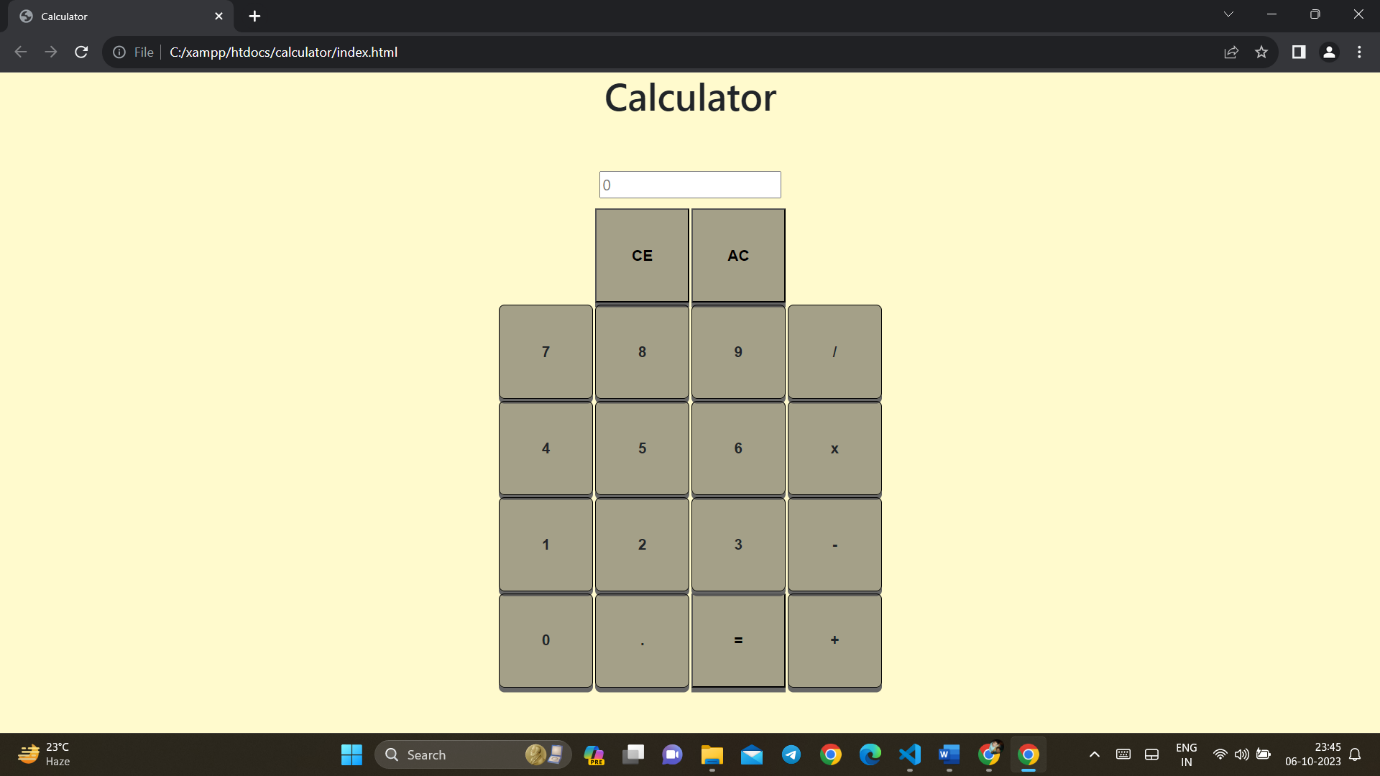 Calculator
File
C:/xampp/htdocs/calculator/index.html
Calculator
0
CE AC
7 8 9 /
4 5 6 x
1 2 3 -
0 . = +
23°C
Haze
Search
PRE
ENG
IN
23:45
06-10-2023